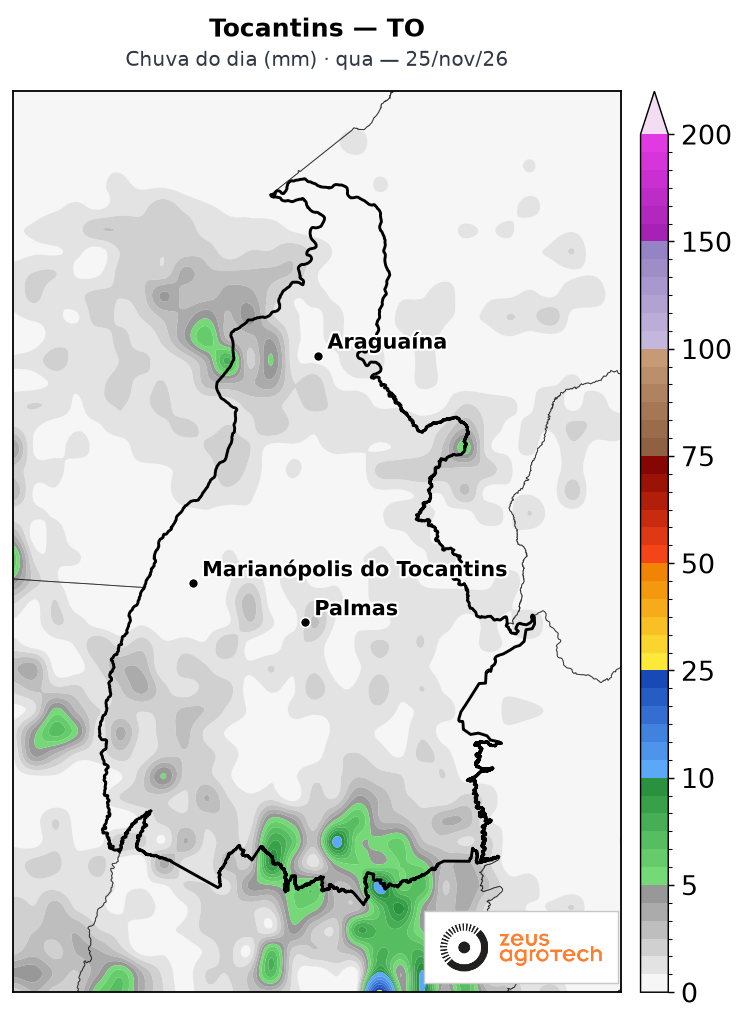 Tocantins — TO
Chuva do dia (mm) · qua — 25/nov/26
200
150
100
75
50
25
10
5
0
Araguaína
Marianópolis do Tocantins
Palmas
zeus
agrotech